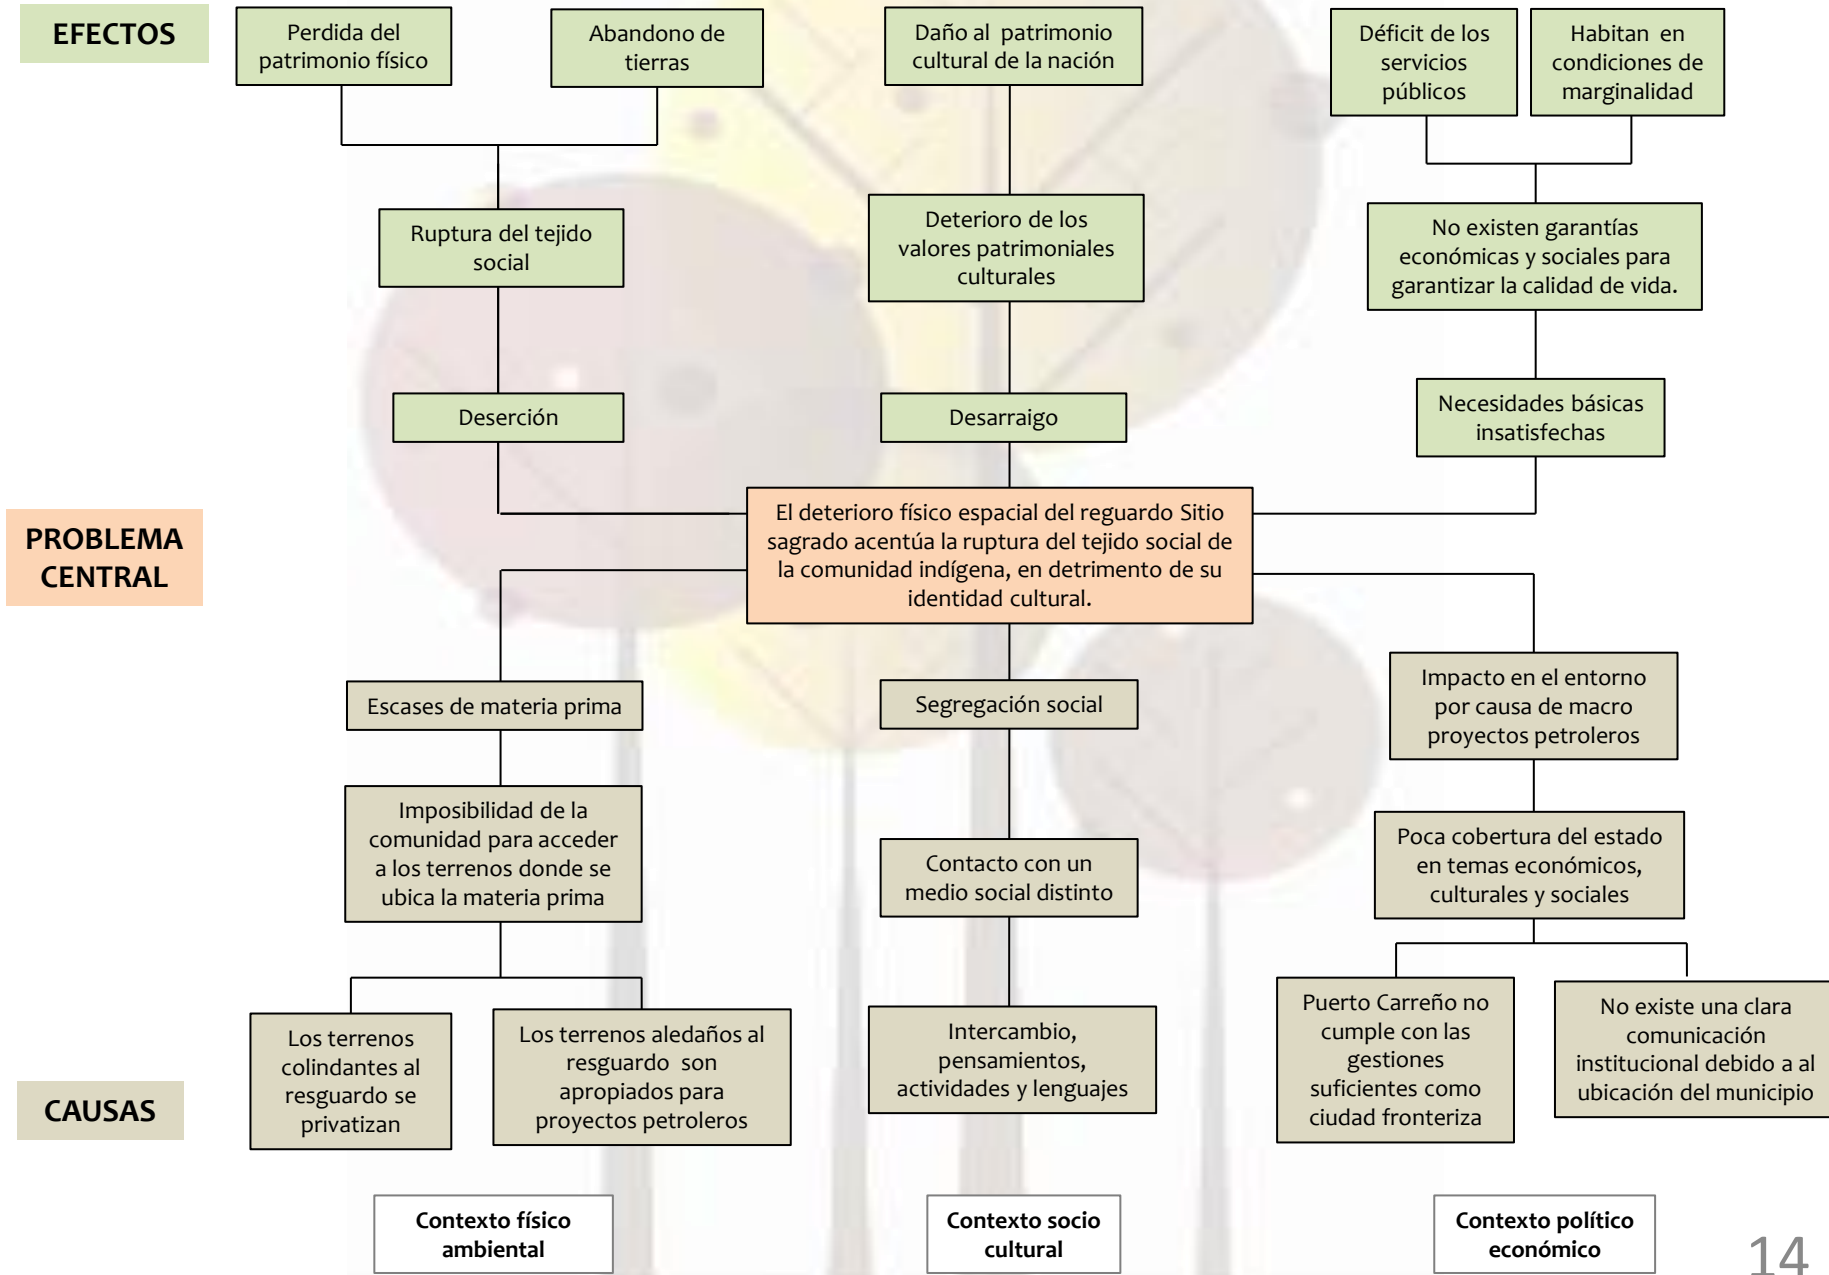 EFECTOS
Perdida del
patrimonio físico
Abandono de
tierras
Daño al patrimonio
cultural de la nación
Déficit de los
servicios
públicos
Habitan en
condiciones de
marginalidad
Ruptura del tejido
social
Deterioro de los
valores patrimoniales
culturales
No existen garantías
económicas y sociales para
garantizar la calidad de vida.
Deserción
Desarraigo
Necesidades básicas
insatisfechas
PROBLEMA
CENTRAL
El deterioro físico espacial del reguardo Sitio
sagrado acentúa la ruptura del tejido social de
la comunidad indígena, en detrimento de su
identidad cultural.
Escases de materia prima
Segregación social
Impacto en el entorno
por causa de macro
proyectos petroleros
Imposibilidad de la
comunidad para acceder
a los terrenos donde se
ubica la materia prima
Contacto con un
medio social distinto
Poca cobertura del estado
en temas económicos,
culturales y sociales
CAUSAS
Los terrenos
colindantes al
resguardo se
privatizan
Los terrenos aledaños al
resguardo son
apropiados para
proyectos petroleros
Intercambio,
pensamientos,
actividades y lenguajes
Puerto Carreño no
cumple con las
gestiones
suficientes como
ciudad fronteriza
No existe una clara
comunicación
institucional debido a al
ubicación del municipio
Contexto físico
ambiental
Contexto socio
cultural
Contexto político
económico
14